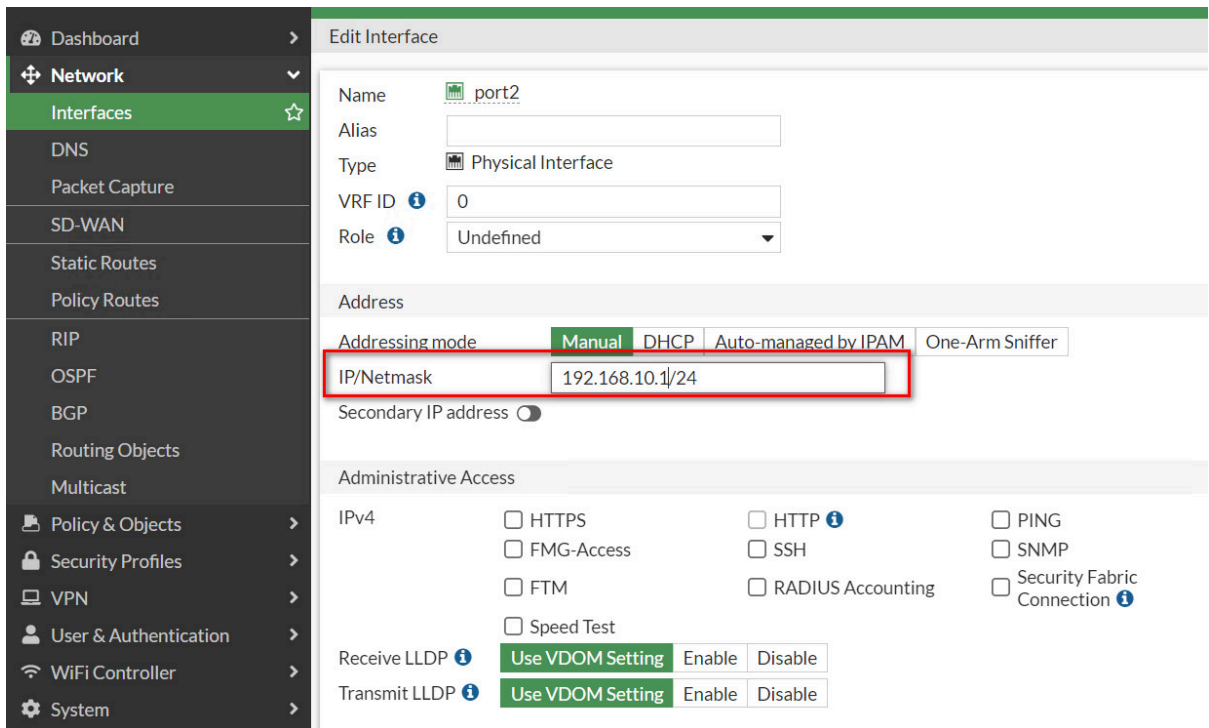 Dashboard
Network
Interfaces
DNS
Packet Capture
SD-WAN
Static Routes
Policy Routes
RIP
OSPF
BGP
Routing Objects
Multicast
Policy & Objects
Security Profiles
VPN
User & Authentication
WiFi Controller
System
Edit Interface
Name port2
Alias
Type Physical Interface
VRF ID 0
Role Undefined
Address
Addressing mode Manual DHCP Auto-managed by IPAM One-Arm Sniffer
IP/Netmask 192.168.10.1/24
Secondary IP address
Administrative Access
IPv4 HTTPS HTTP PING
FMG-Access SSH SNMP
FTM RADIUS Accounting Security Fabric
Connection
Speed Test
Receive LLDP Use VDOM Setting Enable Disable
Transmit LLDP Use VDOM Setting Enable Disable